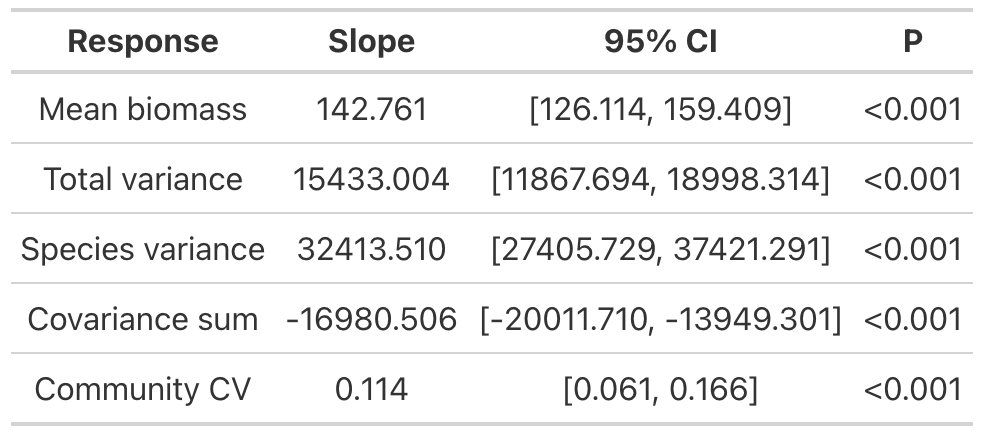 Response Slope 95% CI P
Mean biomass 142.761 [126.114, 159.409] <0.001
Total variance 15433.004 [11867.694, 18998.314] <0.001
Species variance 32413.510 [27405.729, 37421.291] <0.001
Covariance sum -16980.506 [-20011.710, -13949.301] <0.001
Community CV 0.114 [0.061, 0.166] <0.001